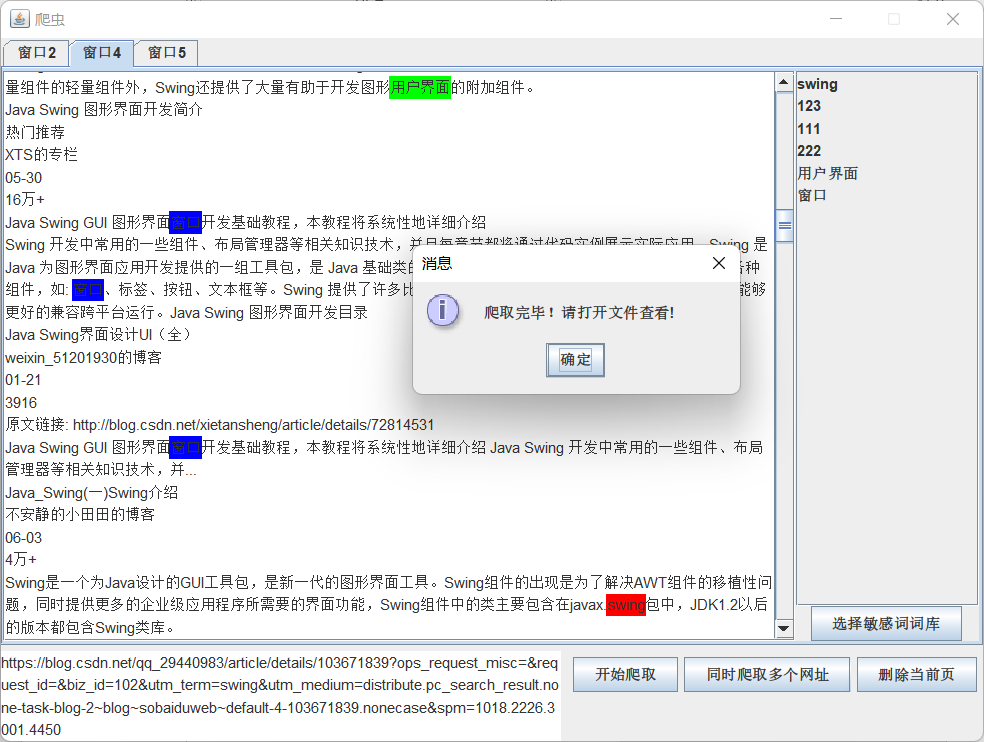 爬虫
窗口2 窗口4 窗口5
量组件的轻量组件外，Swing还提供了大量有助于开发图形用户界面的附加组件。
Java Swing 图形界面开发简介
热门推荐
XTS的专栏
05-30
16万+
Java Swing GUI 图形界面窗口开发基础教程，本教程将系统性地详细介绍
Swing 开发中常用的一些组件、布局管理器等相关知识技术，并且每章节都将通过代码实例展示实际应用。Swing 是
Java 为图形界面应用开发提供的一组工具包，是 Java 基础类的
种
组件，如: 窗口、标签、按钮、文本框等。Swing 提供了许多比
能够
更好的兼容跨平台运行。Java Swing 图形界面开发目录
Java Swing界面设计UI（全）
weixin_51201930的博客
01-21
3916
原文链接: http://blog.csdn.net/xietansheng/article/details/72814531
Java Swing GUI 图形界面窗口开发基础教程，本教程将系统性地详细介绍 Java Swing 开发中常用的一些组件、布局
管理器等相关知识技术，并...
Java_Swing(一)Swing介绍
不安静的小田田的博客
06-03
4万+
Swing是一个为Java设计的GUI工具包，是新一代的图形界面工具。Swing组件的出现是为了解决AWT组件的移植性问
题，同时提供更多的企业级应用程序所需要的界面功能，Swing组件中的类主要包含在javax.swing包中，JDK1.2以后
的版本都包含Swing类库。
swing
123
111
222
用户界面
窗口
消息
爬取完毕！请打开文件查看!
确定
选择敏感词词库
https://blog.csdn.net/qq_29440983/article/details/103671839?ops_request_misc=&req
uest_id=&biz_id=102&utm_term=swing&utm_medium=distribute.pc_search_result.no
ne-task-blog-2~blog~sobaiduweb~default-4-103671839.nonecase&spm=1018.2226.3
001.4450
开始爬取 同时爬取多个网址 删除当前页